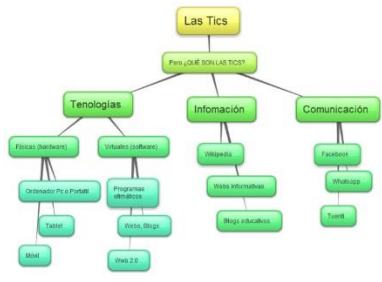 Las Tics
Pero ¿QUÉ SON LAS TICS?
Tenologías
Infomación
Comunicación
Físicas (hardware)
Virtuales (software)
Wikipedia
Facebook
Ordenador Pc o Portatil
Programas
ofimáticos
Webs informativas
Whatsapp
Tablet
Webs, Blogs
Blogs educativos
Tuenti
Móvil
Web 2.0